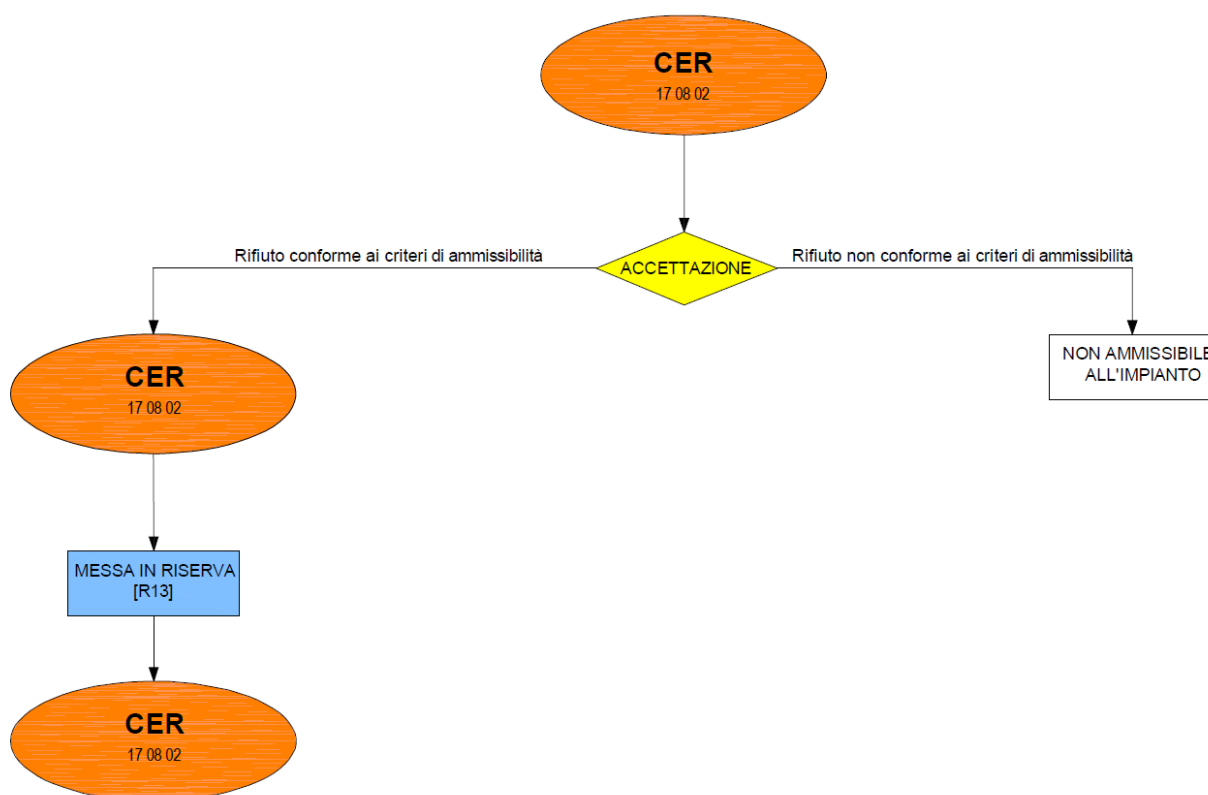 CER
17 08 02
Rifiuto conforme ai criteri di ammissibilità
ACCETTAZIONE
Rifiuto non conforme ai criteri di ammissibilità
CER
17 08 02
NON AMMISSIBILE
ALL'IMPIANTO
MESSA IN RISERVA
[R13]
CER
17 08 02